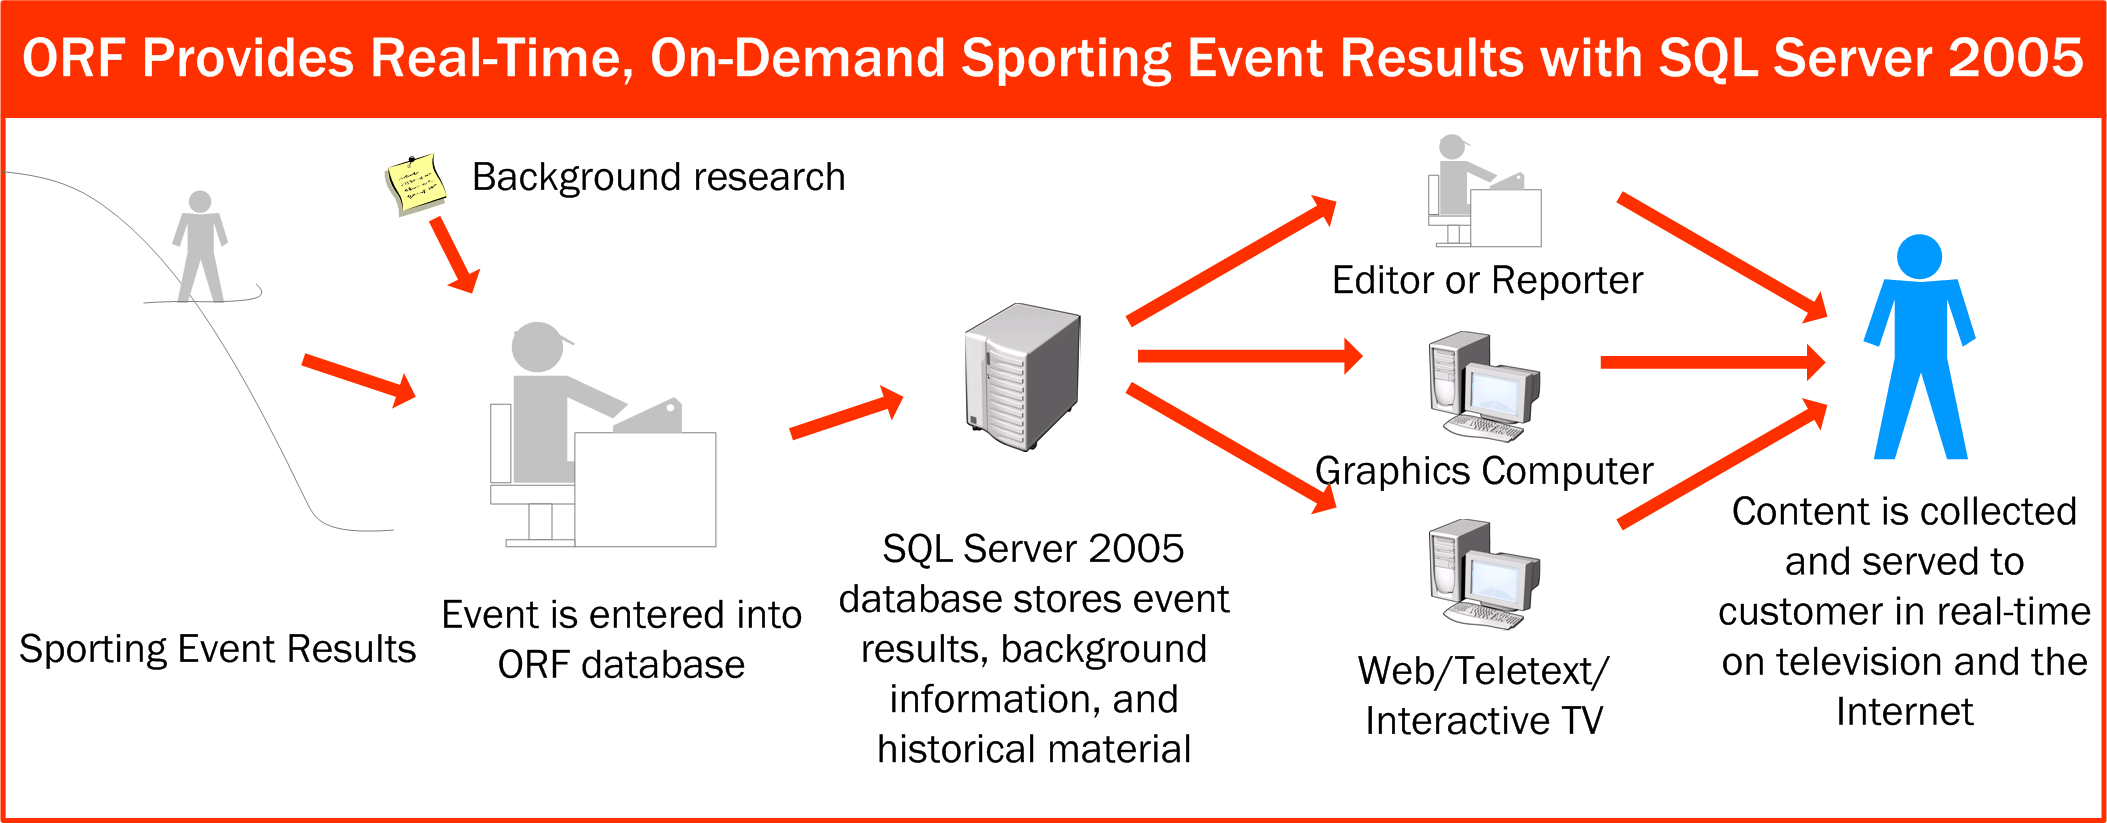 ORF Provides Real-Time, On-Demand Sporting Event Results with SQL Server 2005
Background research
Sporting Event Results
Event is entered into
ORF database
SQL Server 2005
database stores event
results, background
information, and
historical material
Editor or Reporter
Graphics Computer
Web/Teletext/
Interactive TV
Content is collected
and served to
customer in real-time
on television and the
Internet